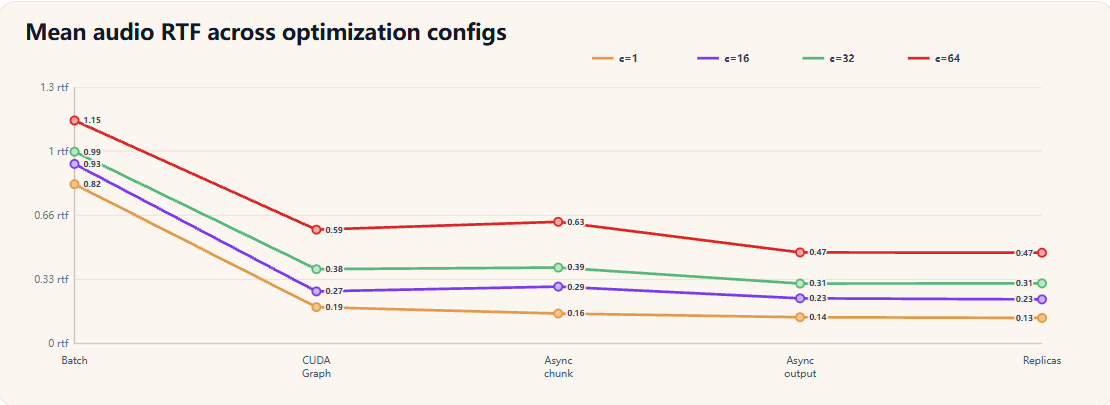 Mean audio RTF across optimization configs
c=1 c=16 c=32 c=64
1.3 rtf
1.15
1 rtf 0.99
0.93
0.82
0.66 rtf
0.59 0.63
0.47 0.47
0.38 0.39
0.33 rtf 0.31 0.31
0.27 0.29
0.23 0.23
0.19 0.16 0.14 0.13
0 rtf
Batch CUDA Graph Async chunk Async output Replicas